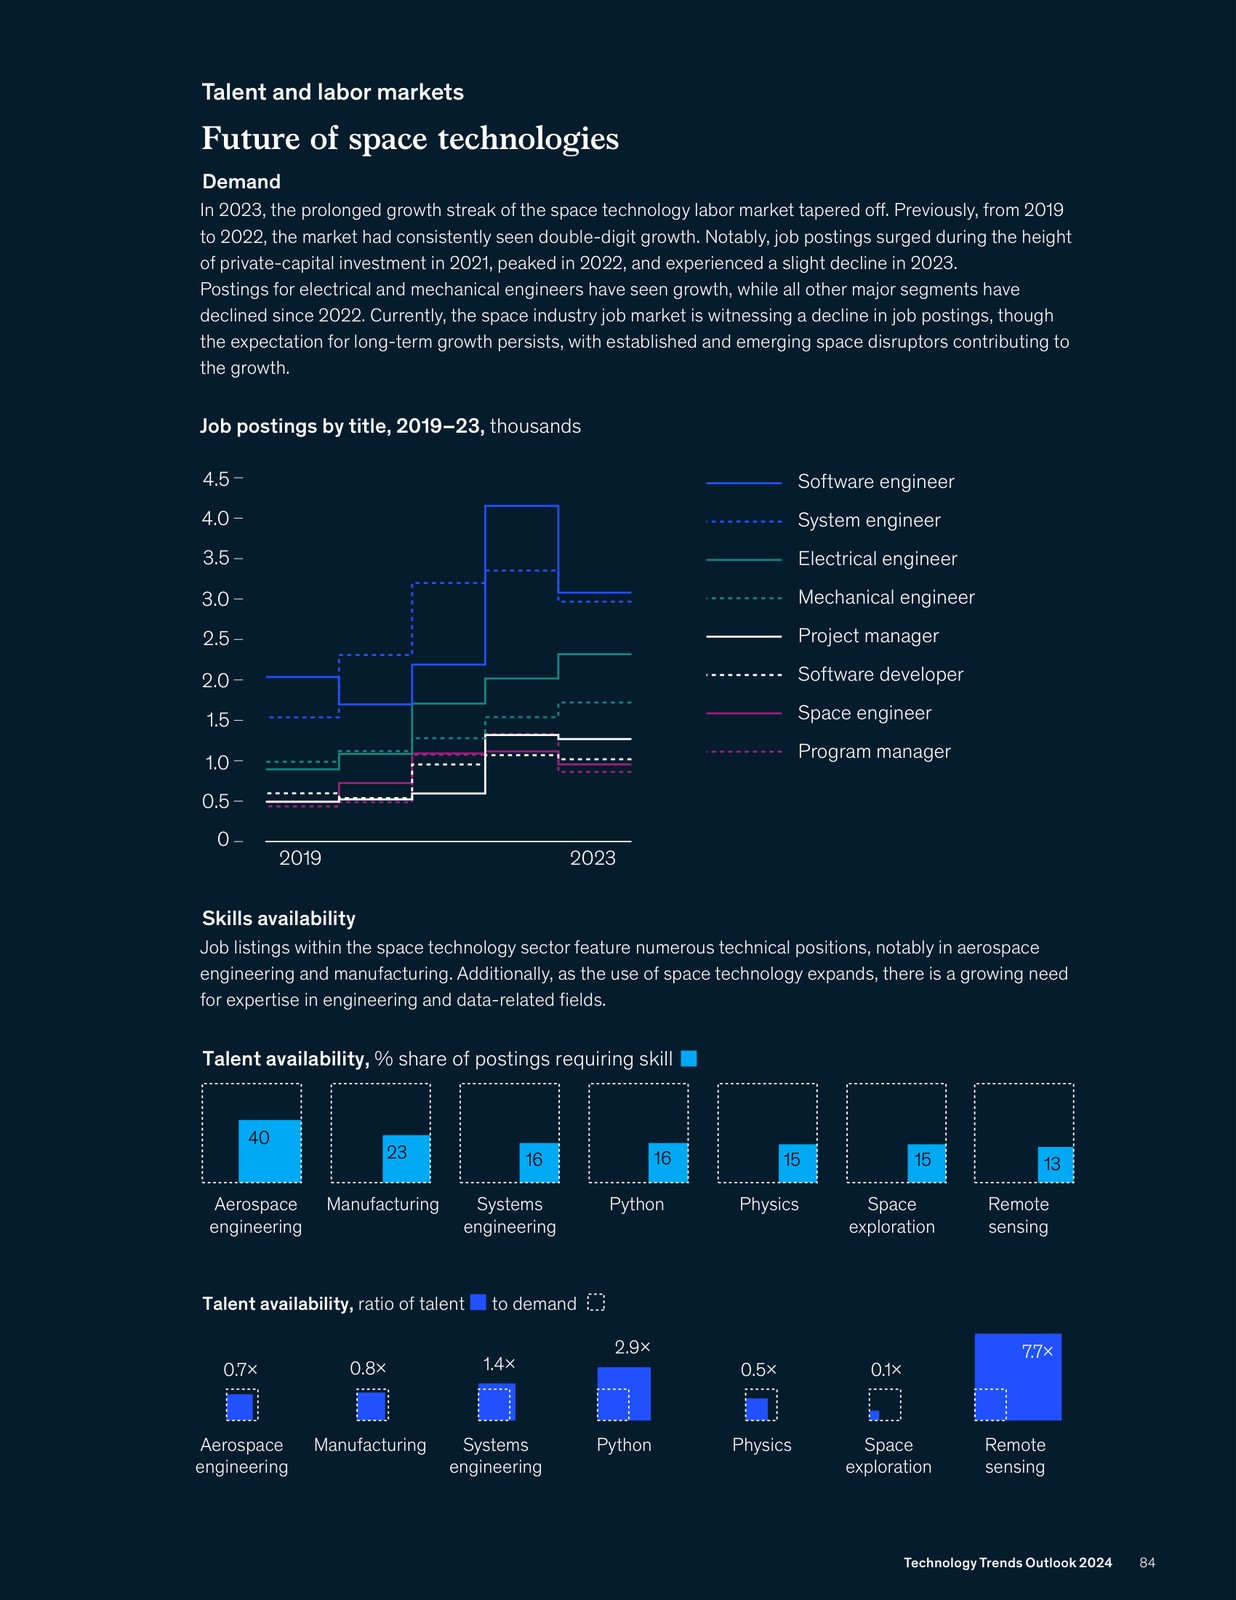 Talent and labor markets
Future of space technologies
Demand
In 2023, the prolonged growth streak of the space technology labor market tapered off. Previously, from 2019
to 2022, the market had consistently seen double-digit growth. Notably, job postings surged during the height
of private-capital investment in 2021, peaked in 2022, and experienced a slight decline in 2023.
Postings for electrical and mechanical engineers have seen growth, while all other major segments have
declined since 2022. Currently, the space industry job market is witnessing a decline in job postings, though
the expectation for long-term growth persists, with established and emerging space disruptors contributing to
the growth.
Job postings by title, 2019–23, thousands
4.5
4.0
3.5
3.0
2.5
2.0
1.5
1.0
0.5
0
2019 2023
Software engineer
System engineer
Electrical engineer
Mechanical engineer
Project manager
Software developer
Space engineer
Program manager
Skills availability
Job listings within the space technology sector feature numerous technical positions, notably in aerospace
engineering and manufacturing. Additionally, as the use of space technology expands, there is a growing need
for expertise in engineering and data-related fields.
Talent availability, % share of postings requiring skill
40 23 16 16 15 15 13
Aerospace Manufacturing Systems Python Physics Space Remote
engineering engineering exploration sensing
Talent availability, ratio of talent to demand
0.7× 0.8× 1.4× 2.9× 0.5× 0.1× 7.7×
Aerospace Manufacturing Systems Python Physics Space Remote
engineering engineering exploration sensing
Technology Trends Outlook 2024 84